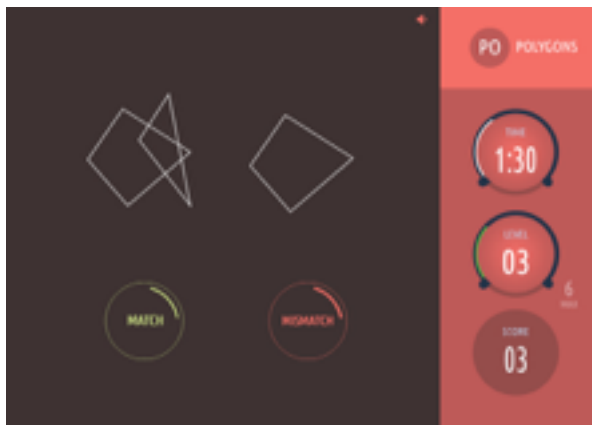 PO POLYGONS
TIME
1:30
LEVEL
03
6
SCORE
03
MATCH
MISMATCH